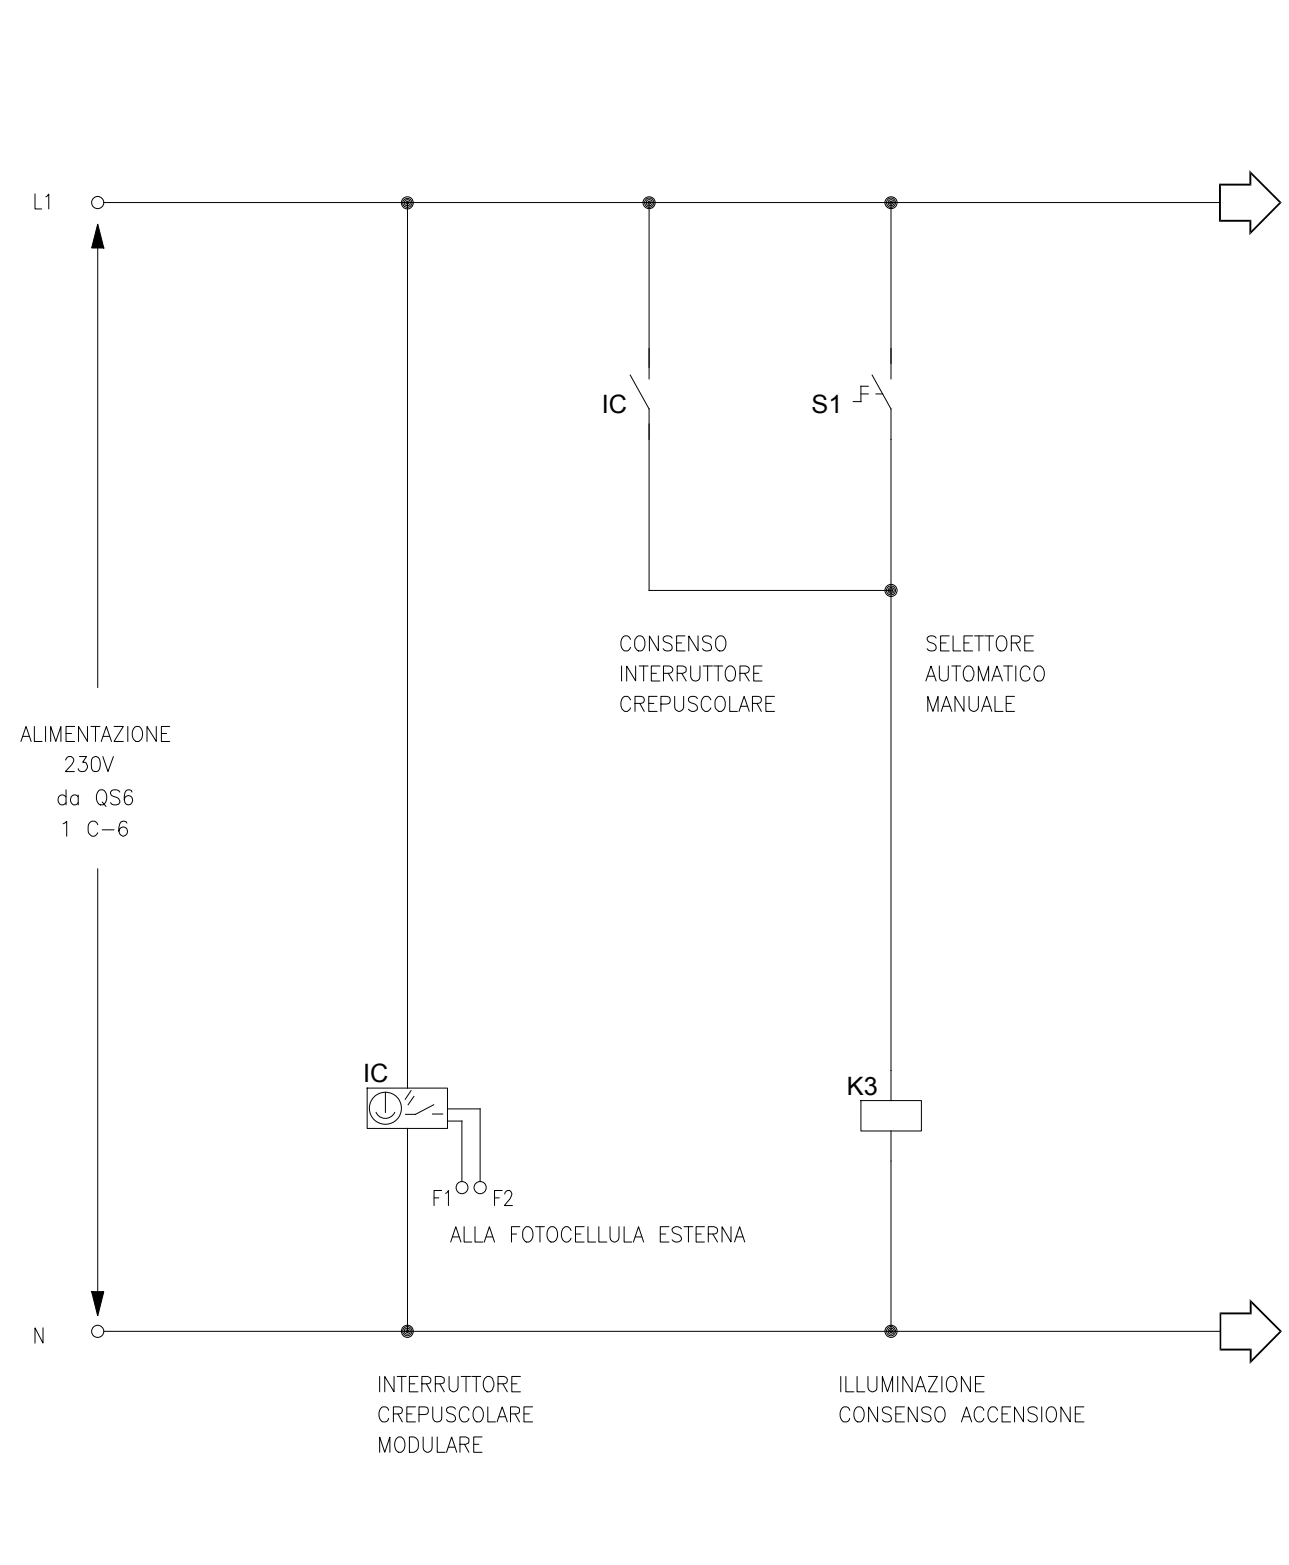 L1
IC
S1
CONSENSO
INTERRUTTORE
CREPUSCOLARE
SELETTORE
AUTOMATICO
MANUALE
ALIMENTAZIONE
230V
da QS6
1 C-6
IC
K3
F1
F2
ALLA FOTOCELLULA ESTERNA
N
INTERRUTTORE
CREPUSCOLARE
MODULARE
ILLUMINAZIONE
CONSENSO ACCENSIONE